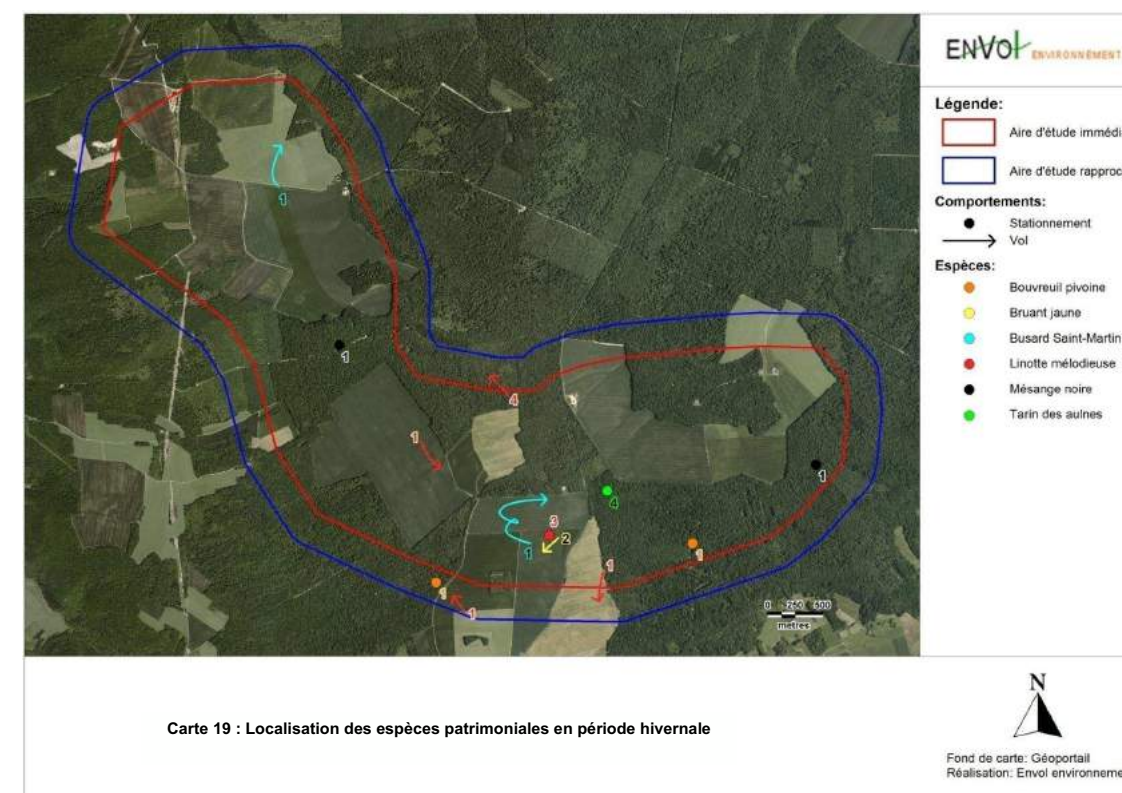 ENVOL ENVIRONNEMENT
Légende:
Aire d'étude immédi
Aire d'étude rapproc
Comportements:
Stationnement
Vol
Espèces:
Bouvreuil pivoine
Bruant jaune
Busard Saint-Martin
Linotte mélodieuse
Mésange noire
Tarin des aulnes
1
1
4
1
1
4
3
2
1
1
1
1
1
0 250 500
mètres
N
Carte 19 : Localisation des espèces patrimoniales en période hivernale
Fond de carte: Géoportail
Réalisation: Envol environneme